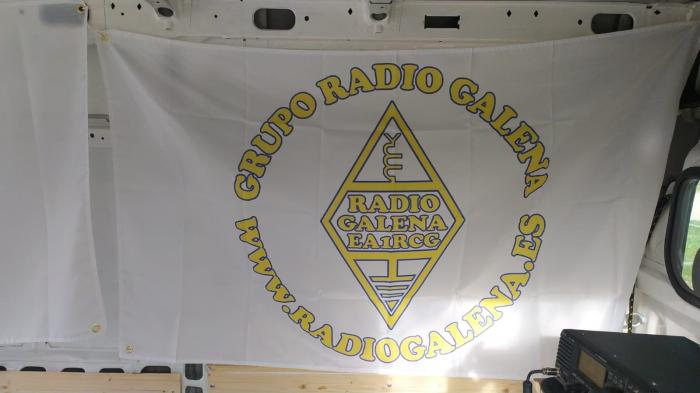 GRUPO RADIO GALENA
RADIO
GALENA
EA1RCG
WWW.RADIOGALENA.ES